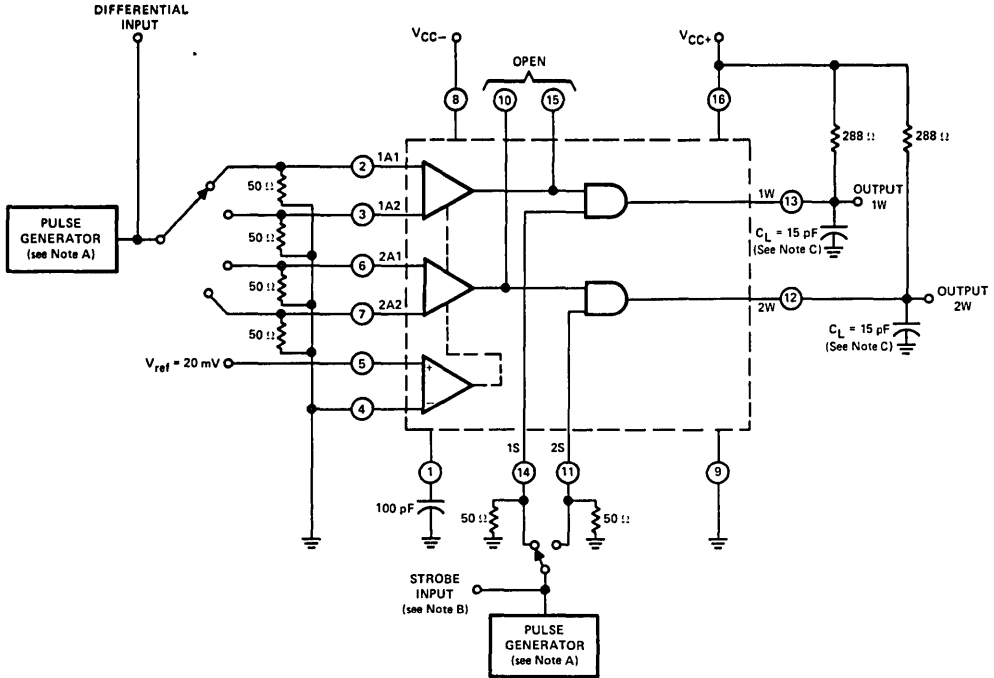 DIFFERENTIAL
INPUT
VCC–
VCC+
OPEN
8
10
15
16
288 Ω
288 Ω
2
1A1
50 Ω
3
1A2
50 Ω
1W
13
OUTPUT
1W
CL = 15 pF
(See Note C)
PULSE
GENERATOR
(see Note A)
6
2A1
50 Ω
7
2A2
50 Ω
2W
12
OUTPUT
2W
CL = 15 pF
(See Note C)
Vref = 20 mV
5
+
4
–
1S
2S
1
14
11
9
100 pF
50 Ω
50 Ω
STROBE
INPUT
(see Note B)
PULSE
GENERATOR
(see Note A)